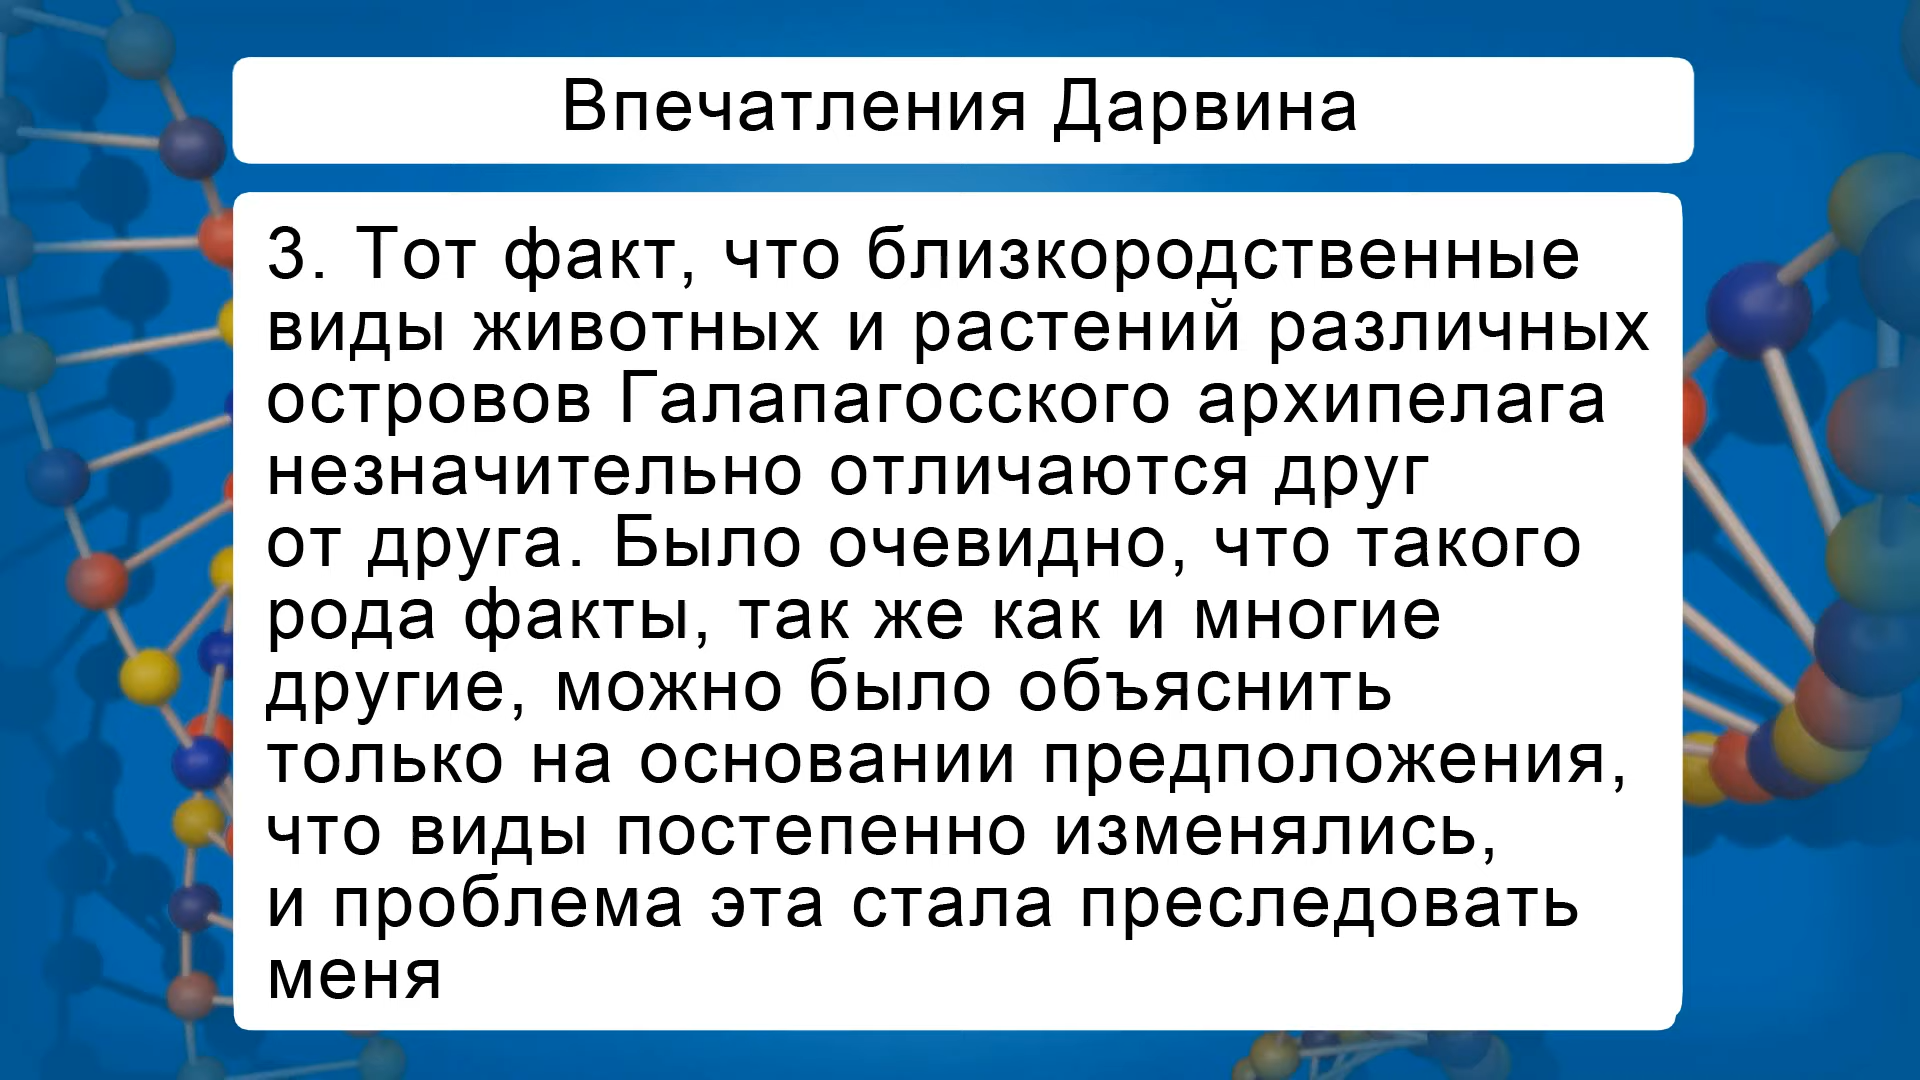 Впечатления Дарвина
3. Тот факт, что близкородственные
виды животных и растений различных
островов Галапагосского архипелага
незначительно отличаются друг
от друга. Было очевидно, что такого
рода факты, так же как и многие
другие, можно было объяснить
только на основании предположения,
что виды постепенно изменялись,
и проблема эта стала преследовать
меня